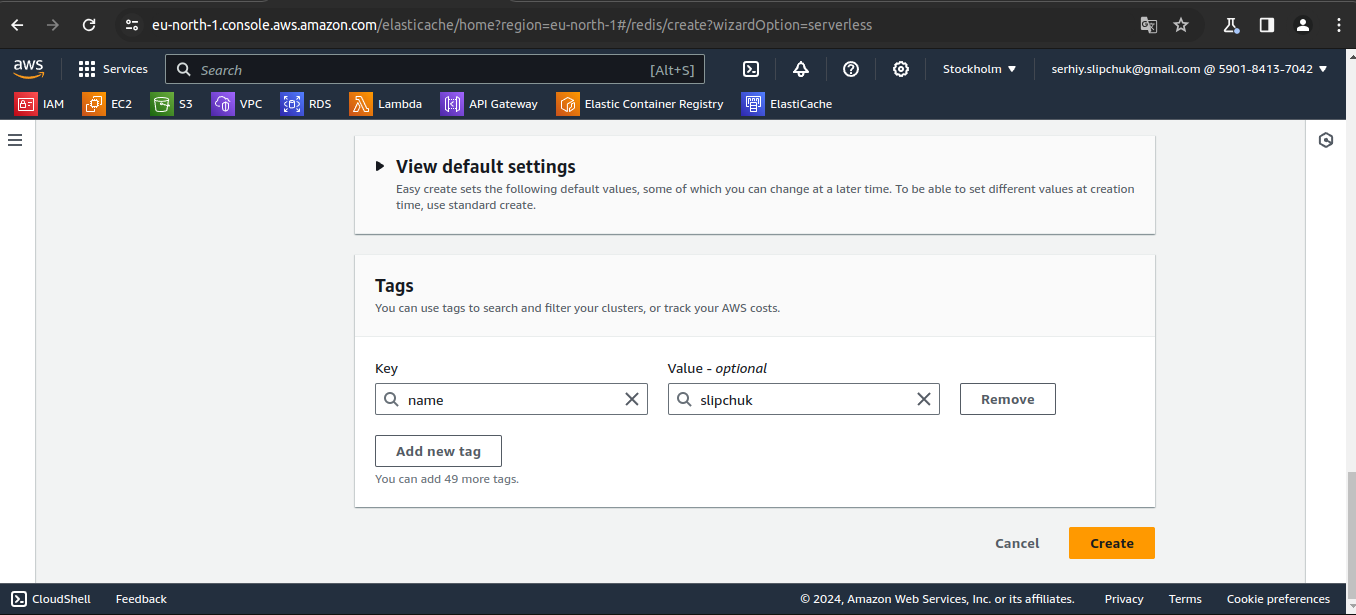 eu-north-1.console.aws.amazon.com/elasticache/home?region=eu-north-1#/redis/create?wizardOption=serverless
aws Services Search [Alt+S] Stockholm ▼ serhiy.slipchuk@gmail.com @ 5901-8413-7042 ▼
IAM EC2 S3 VPC RDS Lambda API Gateway Elastic Container Registry ElastiCache
View default settings
Easy create sets the following default values, some of which you can change at a later time. To be able to set different values at creation
time, use standard create.
Tags
You can use tags to search and filter your clusters, or track your AWS costs.
Key Value - optional
name slipchuk Remove
Add new tag
You can add 49 more tags.
Cancel Create
CloudShell Feedback © 2024, Amazon Web Services, Inc. or its affiliates. Privacy Terms Cookie preferences